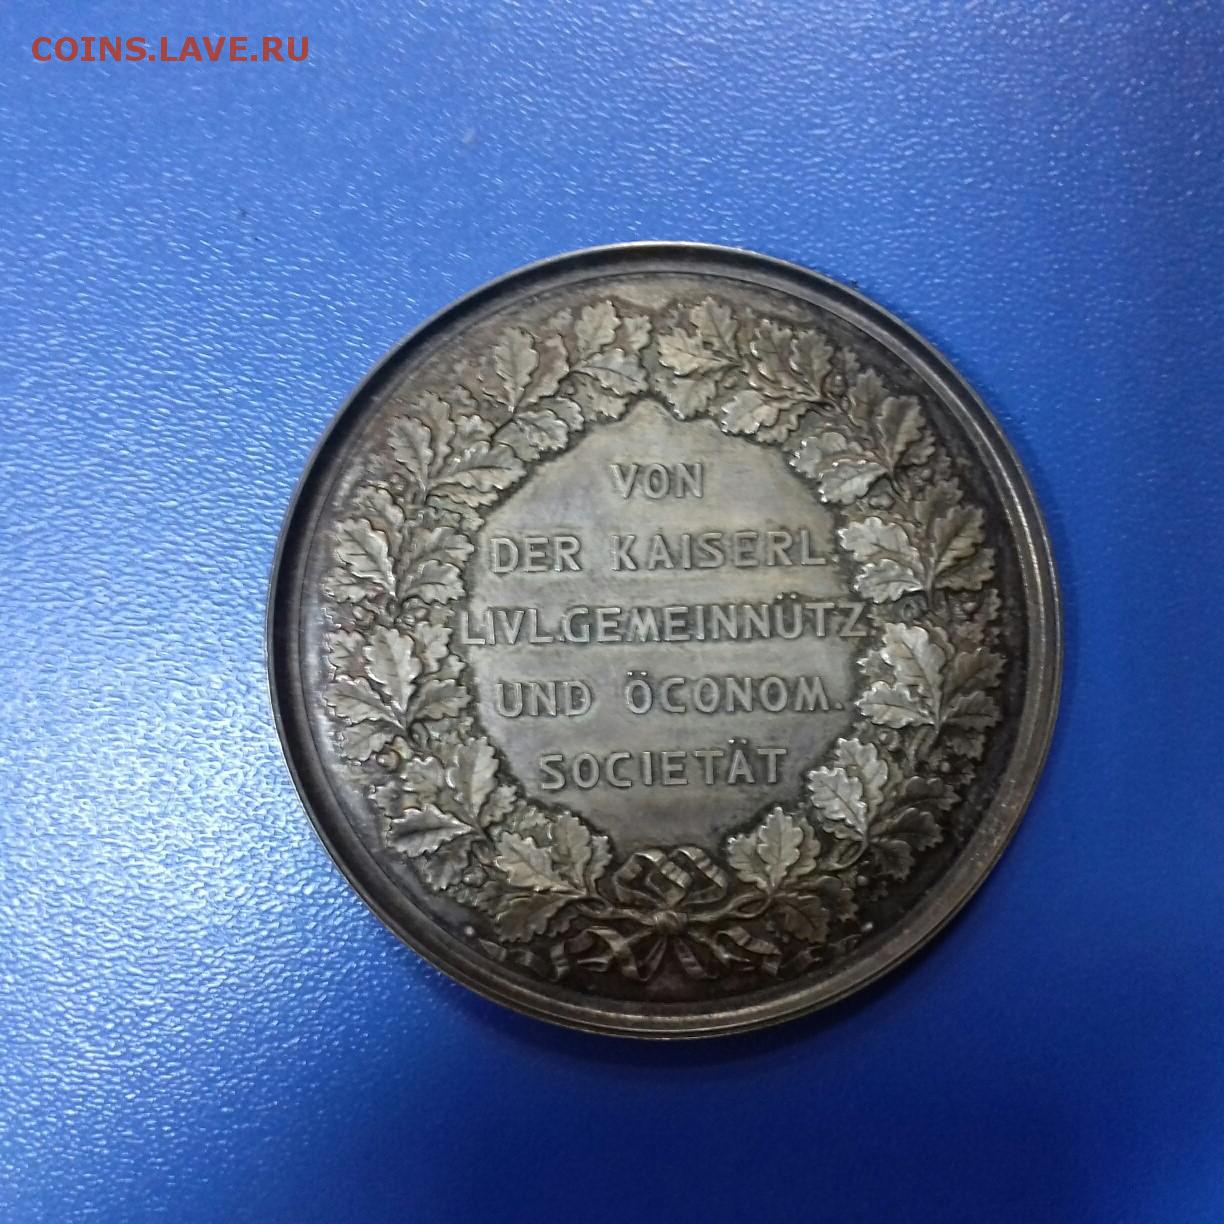 COINS.LAVE.RU
VON
DER KAISERL.
LIVL.GEMEINNÜTZ.
UND ÖCONOM.
SOCIETÄT